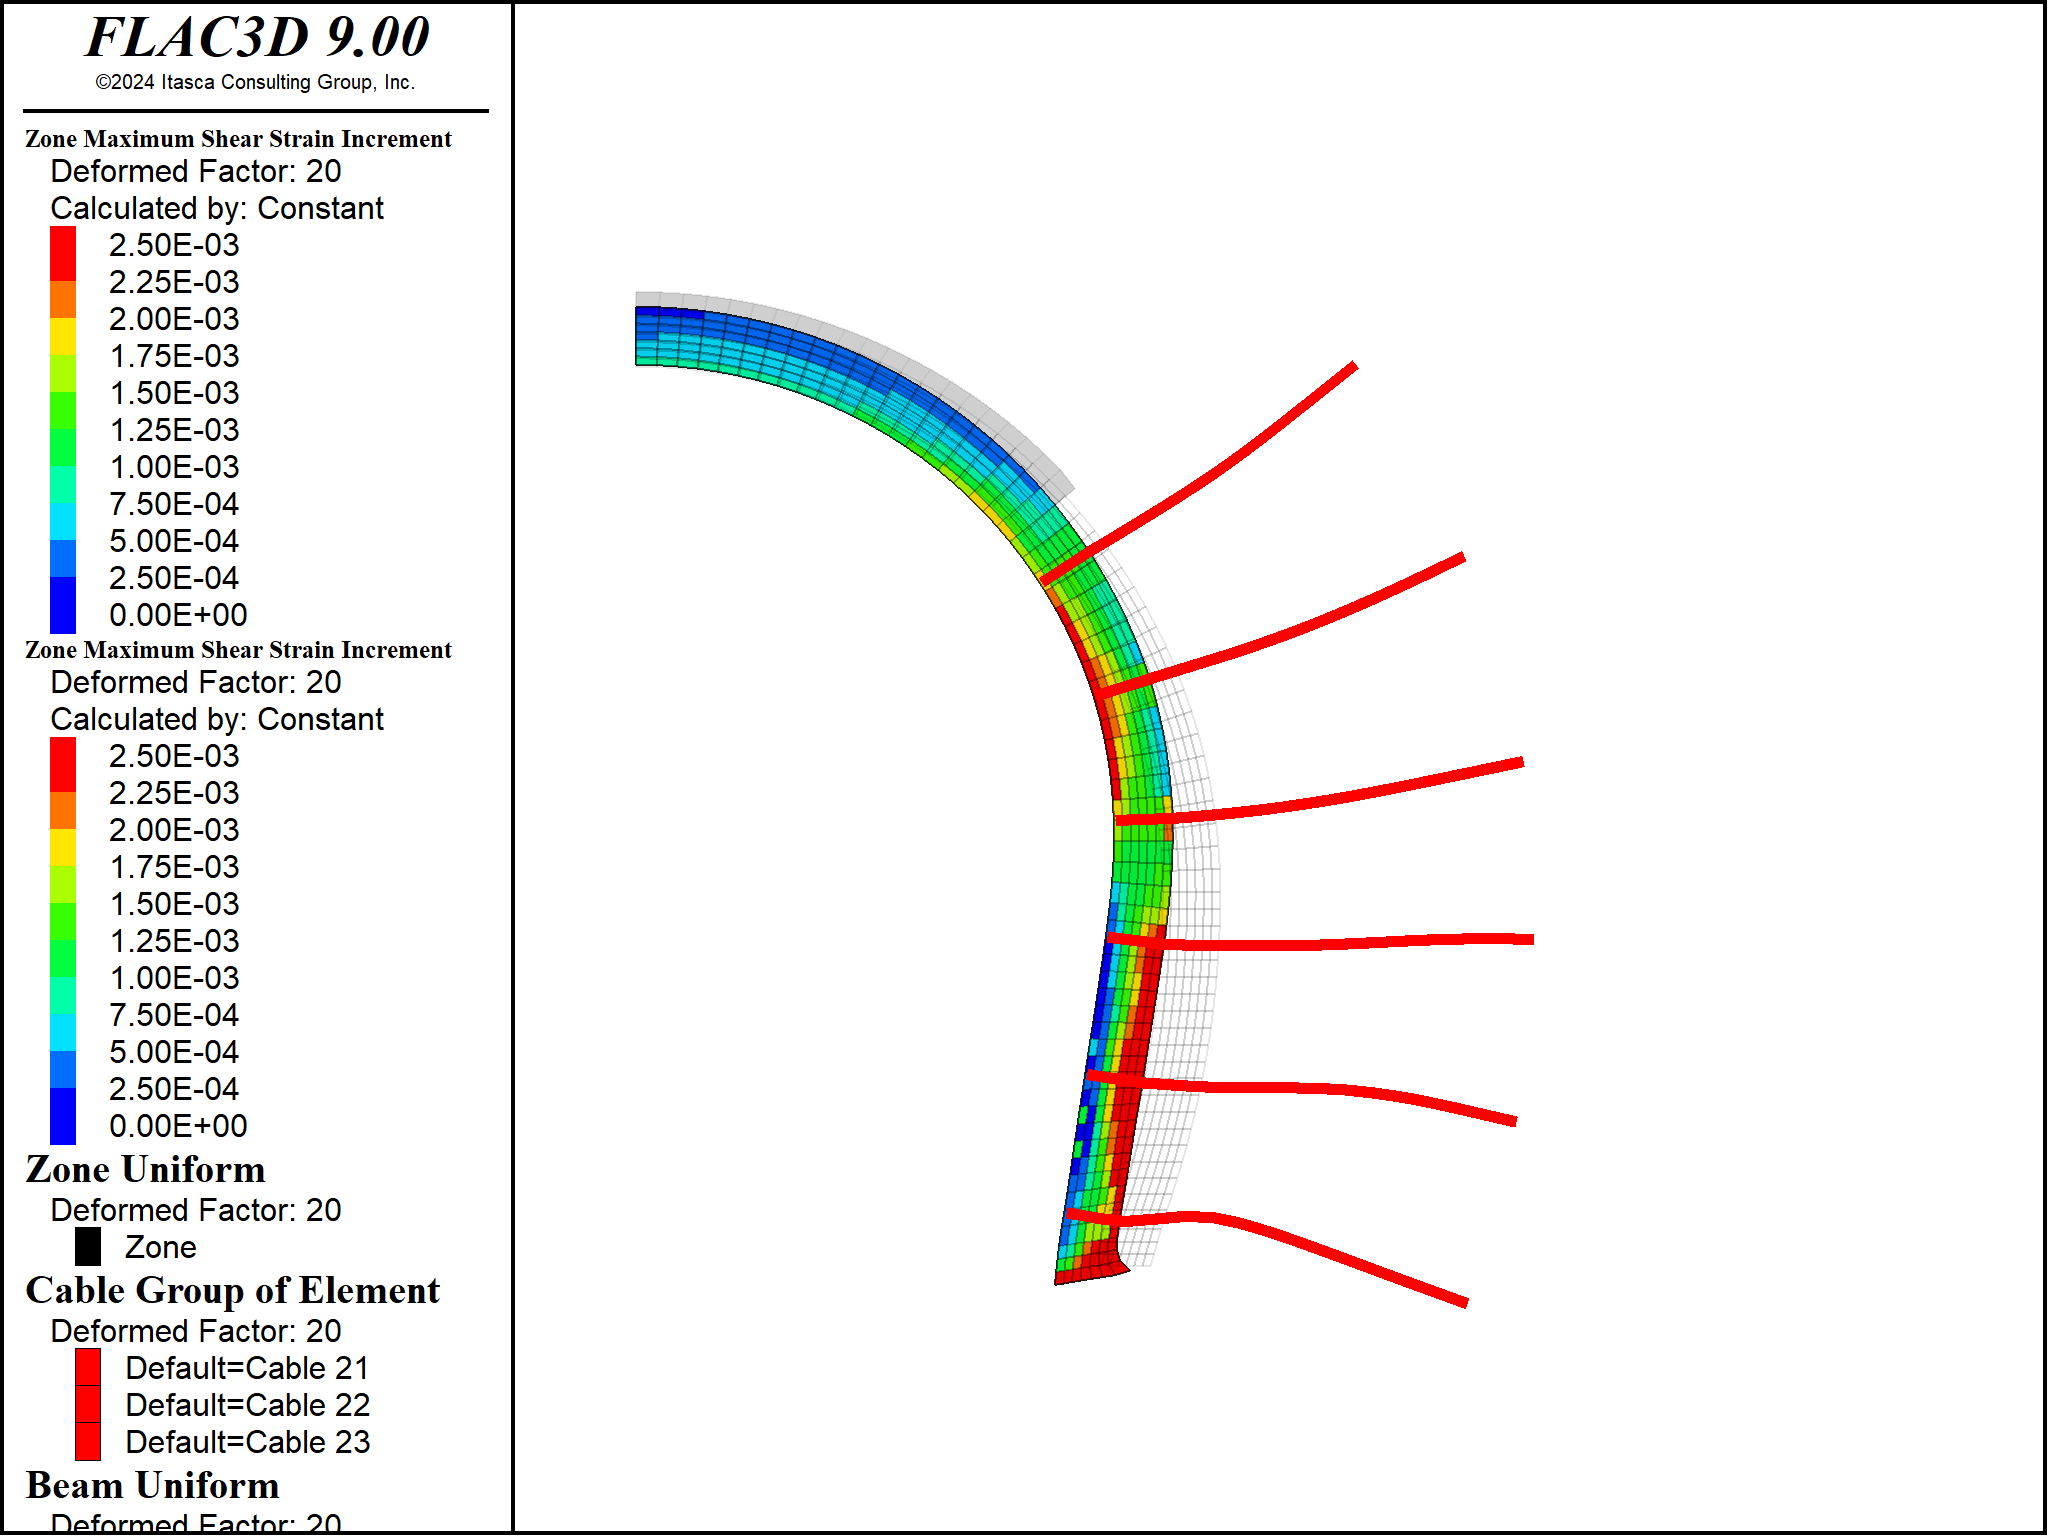 FLAC3D 9.00
©2024 Itasca Consulting Group, Inc.
Zone Maximum Shear Strain Increment
Deformed Factor: 20
Calculated by: Constant
2.50E-03
2.25E-03
2.00E-03
1.75E-03
1.50E-03
1.25E-03
1.00E-03
7.50E-04
5.00E-04
2.50E-04
0.00E+00
Zone Maximum Shear Strain Increment
Deformed Factor: 20
Calculated by: Constant
2.50E-03
2.25E-03
2.00E-03
1.75E-03
1.50E-03
1.25E-03
1.00E-03
7.50E-04
5.00E-04
2.50E-04
0.00E+00
Zone Uniform
Deformed Factor: 20
Zone
Cable Group of Element
Deformed Factor: 20
Default=Cable 21
Default=Cable 22
Default=Cable 23
Beam Uniform
Deformed Factor: 20